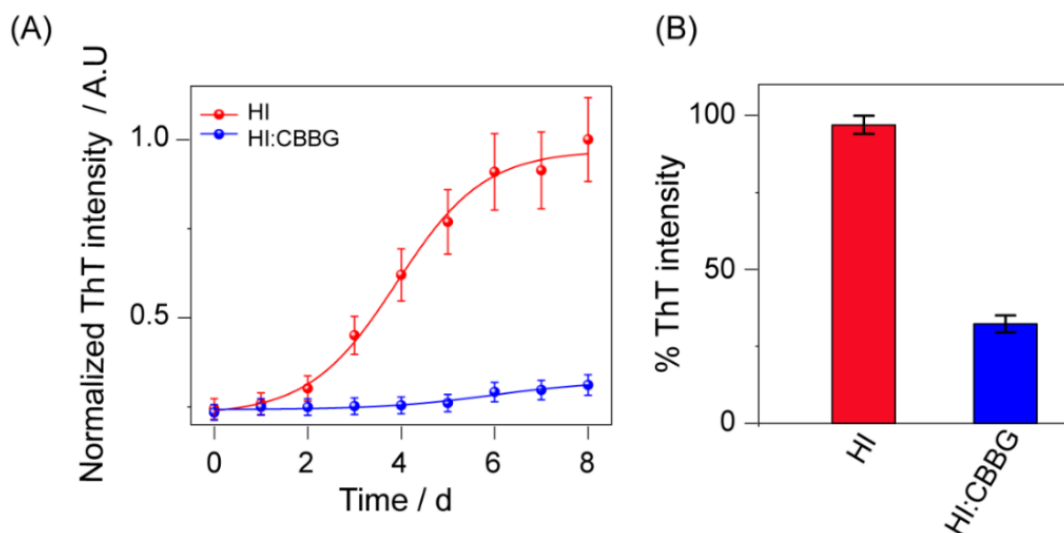 (A)
Normalized ThT intensity / A.U
1.0
0.5
HI
HI:CBBG
0 2 4 6 8
Time / d
(B)
% ThT intensity
100
50
0
HI
HI:CBBG